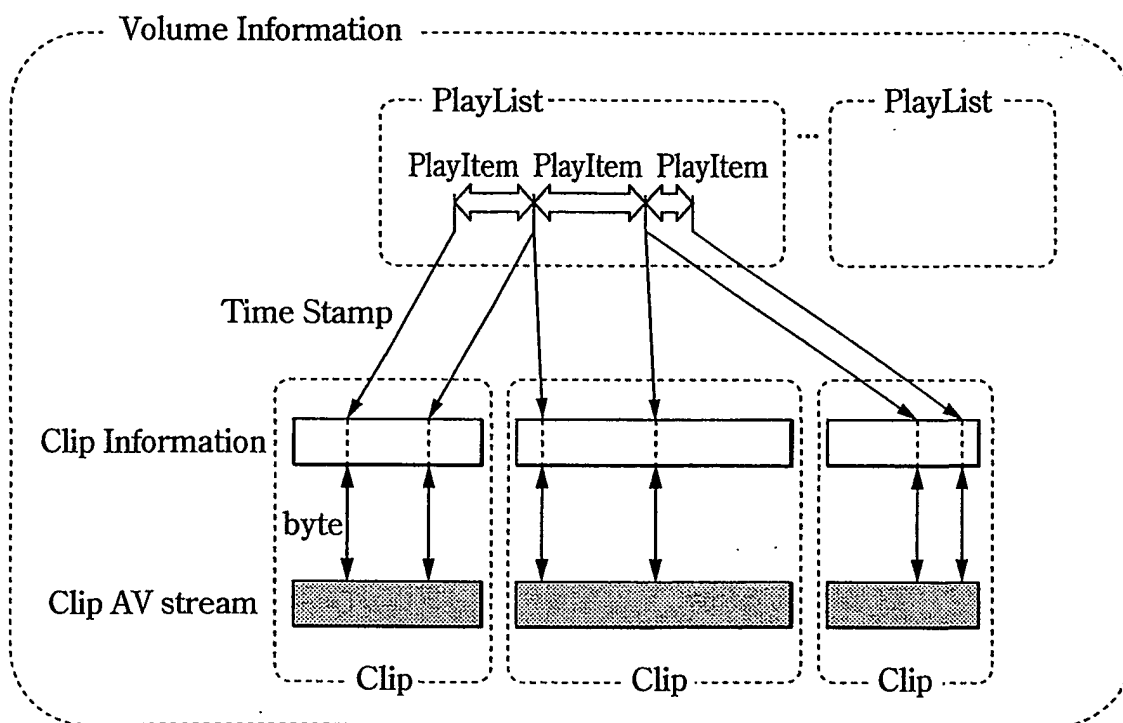 Volume Information
PlayList
...
PlayList
PlayItem PlayItem PlayItem
Time Stamp
Clip Information
byte
Clip AV stream
Clip
Clip
Clip